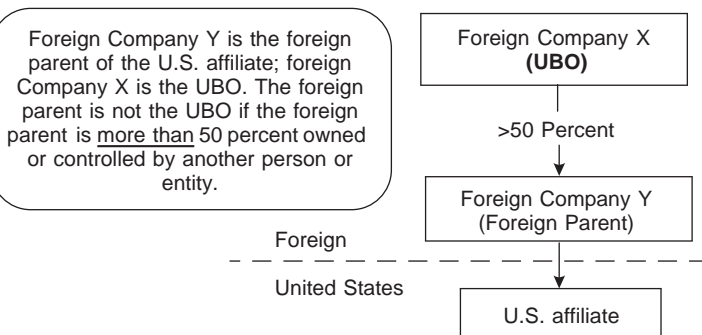 Foreign Company Y is the foreign
parent of the U.S. affiliate; foreign
Company X is the UBO. The foreign
parent is not the UBO if the foreign
parent is more than 50 percent owned
or controlled by another person or
entity.
Foreign Company X
(UBO)
>50 Percent
Foreign Company Y
(Foreign Parent)
Foreign
United States
U.S. affiliate